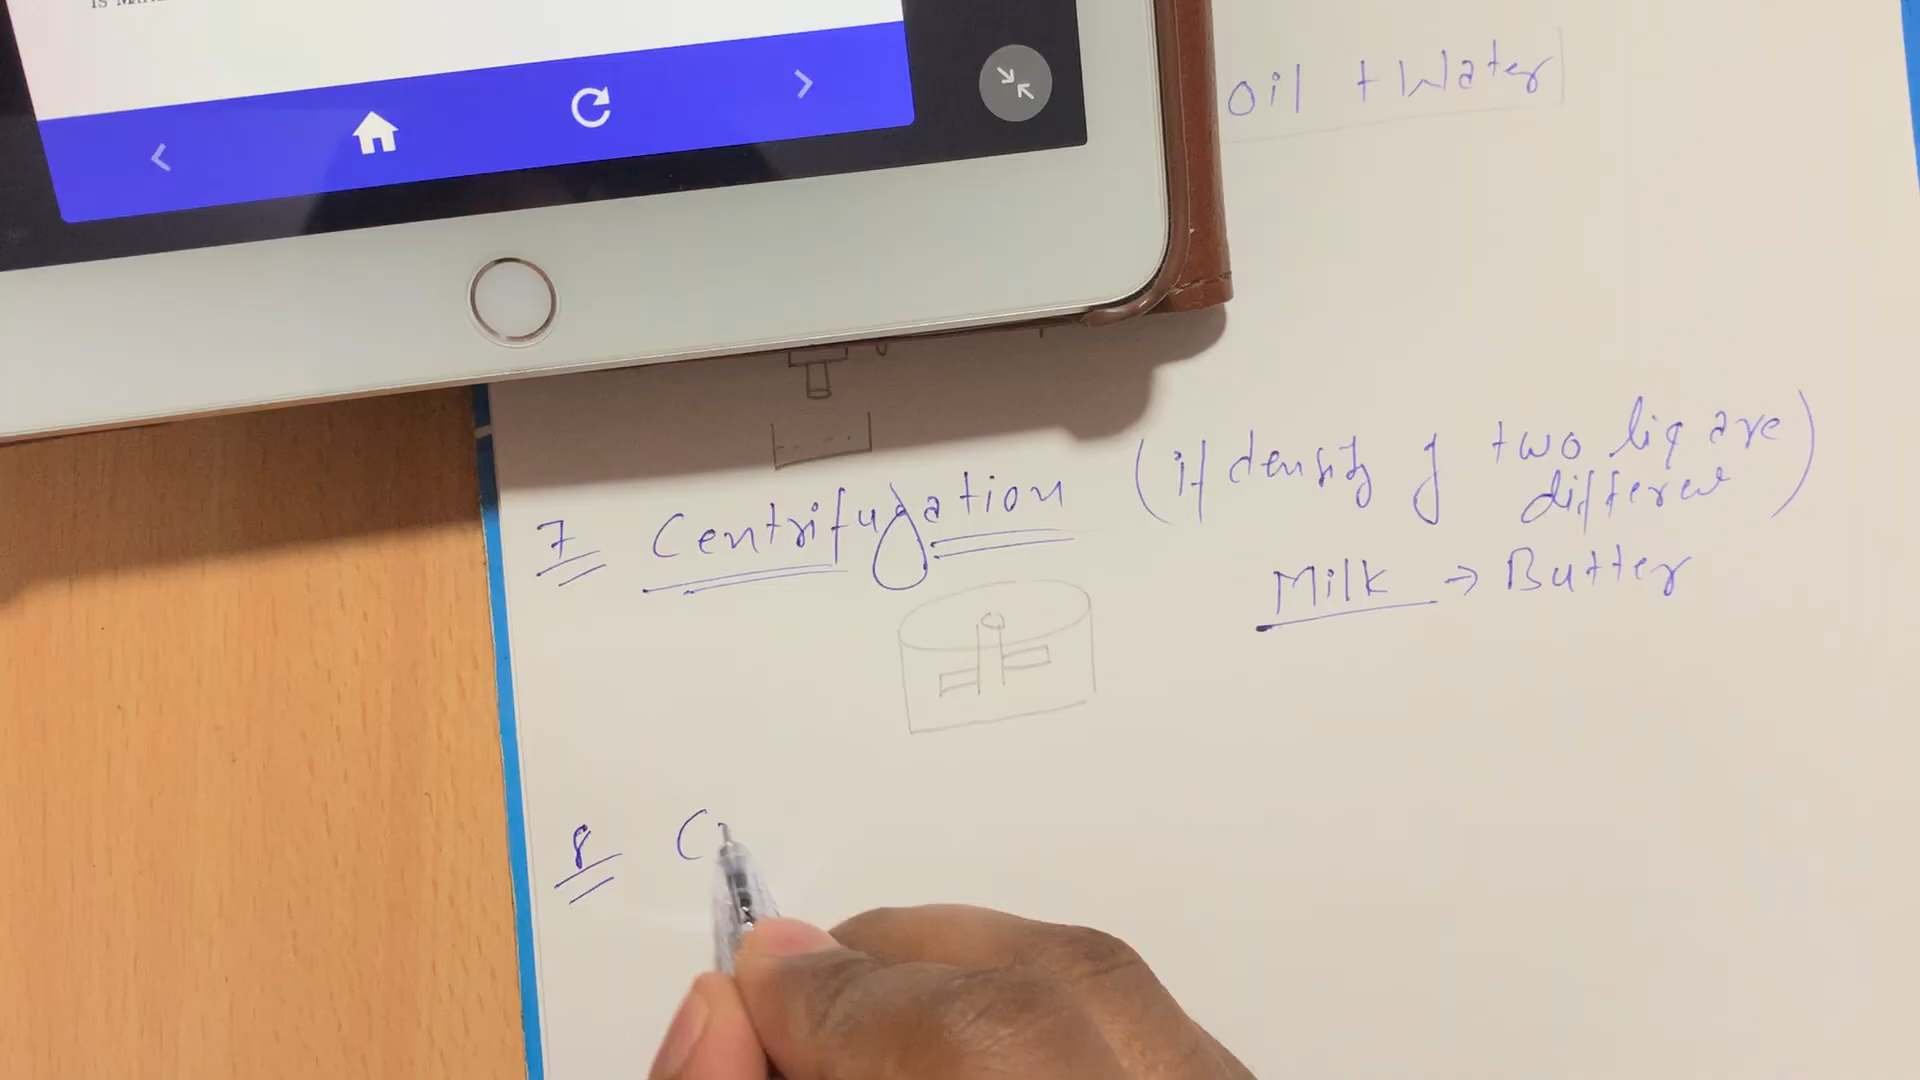 Oil + Water
7 Centrifugation (if density of two liq are different)
Milk → Butter
8 C